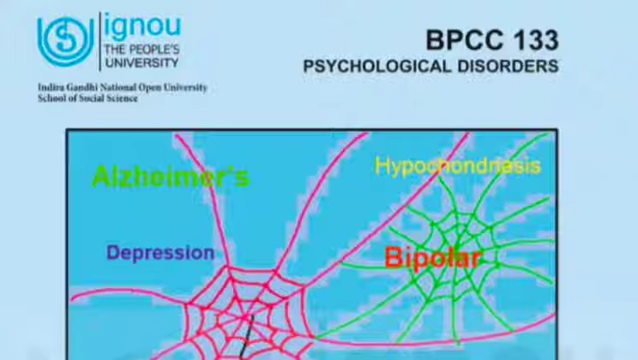 ignou
THE PEOPLE'S
UNIVERSITY
Indira Gandhi National Open University
School of Social Science
BPCC 133
PSYCHOLOGICAL DISORDERS
Alzheimer's
Hypochondriasis
Depression
Bipolar